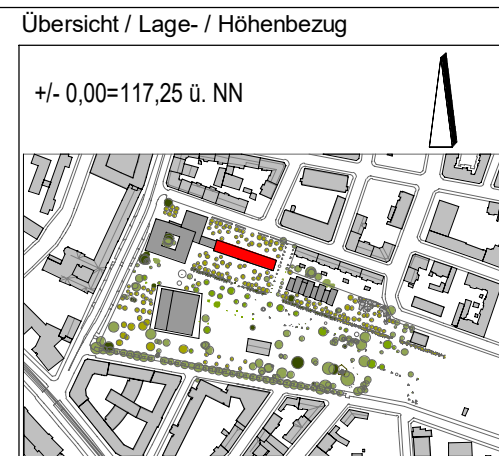 Übersicht / Lage- / Höhenbezug
+/- 0,00=117,25 ü. NN